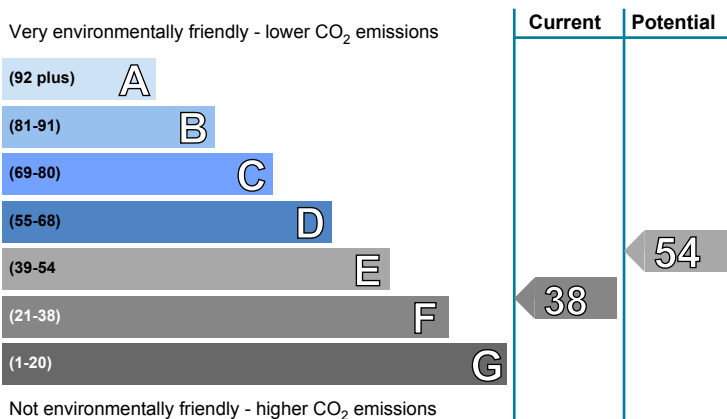 Current Potential
Very environmentally friendly - lower CO₂ emissions
(92 plus) A
(81-91) B
(69-80) C
(55-68) D
(39-54 E
54
(21-38) F
38
(1-20) G
Not environmentally friendly - higher CO₂ emissions